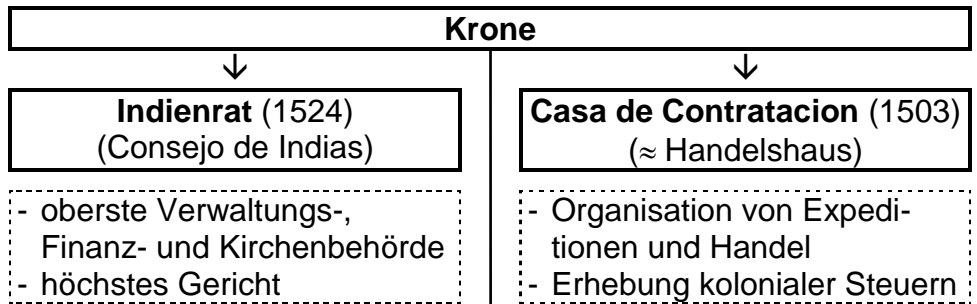 Krone
↓ ↓
Indienrat (1524)
(Consejo de Indias)
- oberste Verwaltungs-,
Finanz- und Kirchenbehörde
- höchstes Gericht
Casa de Contratacion (1503)
(≈ Handelshaus)
- Organisation von Expedi-
tionen und Handel
- Erhebung kolonialer Steuern